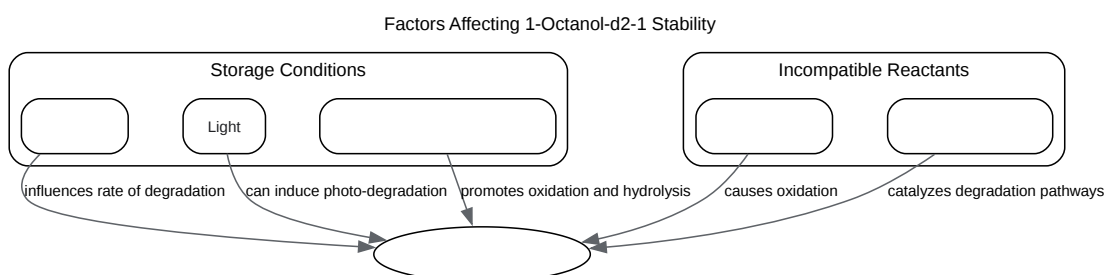 Factors Affecting 1-Octanol-d2-1 Stability
Storage Conditions
Incompatible Reactants
Light
influences rate of degradation
can induce photo-degradation
promotes oxidation and hydrolysis
causes oxidation
catalyzes degradation pathways